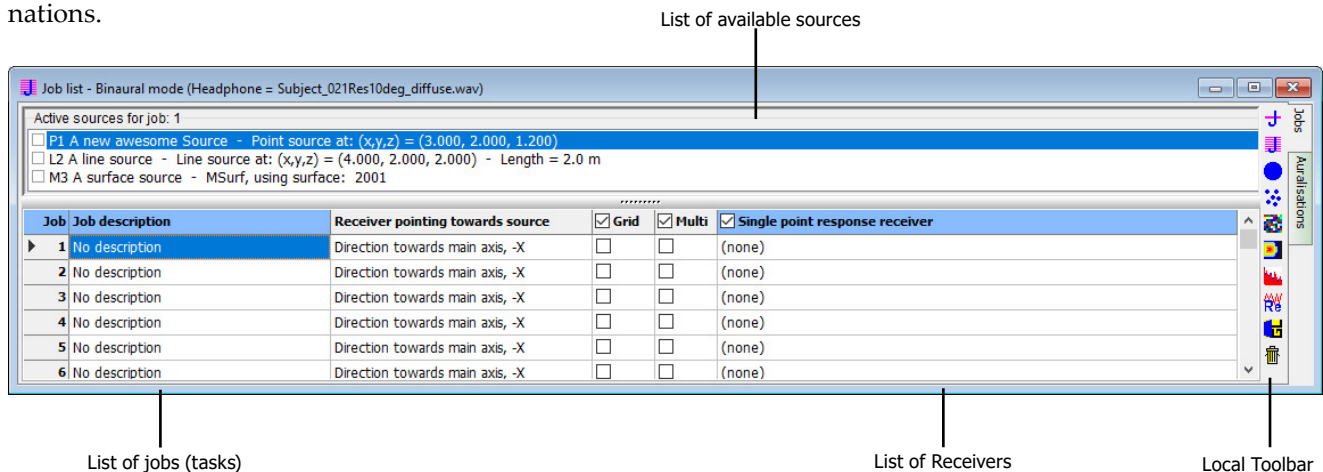 nations.
List of available sources
Job list - Binaural mode (Headphone = Subject_021Res10deg_diffuse.wav)
Active sources for job: 1
P1 A new awesome Source - Point source at: (x,y,z) = (3.000, 2.000, 1.200)
L2 A line source - Line source at: (x,y,z) = (4.000, 2.000, 2.000) - Length = 2.0 m
M3 A surface source - MSurf, using surface: 2001
Jobs
Auralisations
Job Job description Receiver pointing towards source Grid Multi Single point response receiver
1 No description Direction towards main axis, -X (none)
2 No description Direction towards main axis, -X (none)
3 No description Direction towards main axis, -X (none)
4 No description Direction towards main axis, -X (none)
5 No description Direction towards main axis, -X (none)
6 No description Direction towards main axis, -X (none)
Re
List of jobs (tasks) List of Receivers Local Toolbar